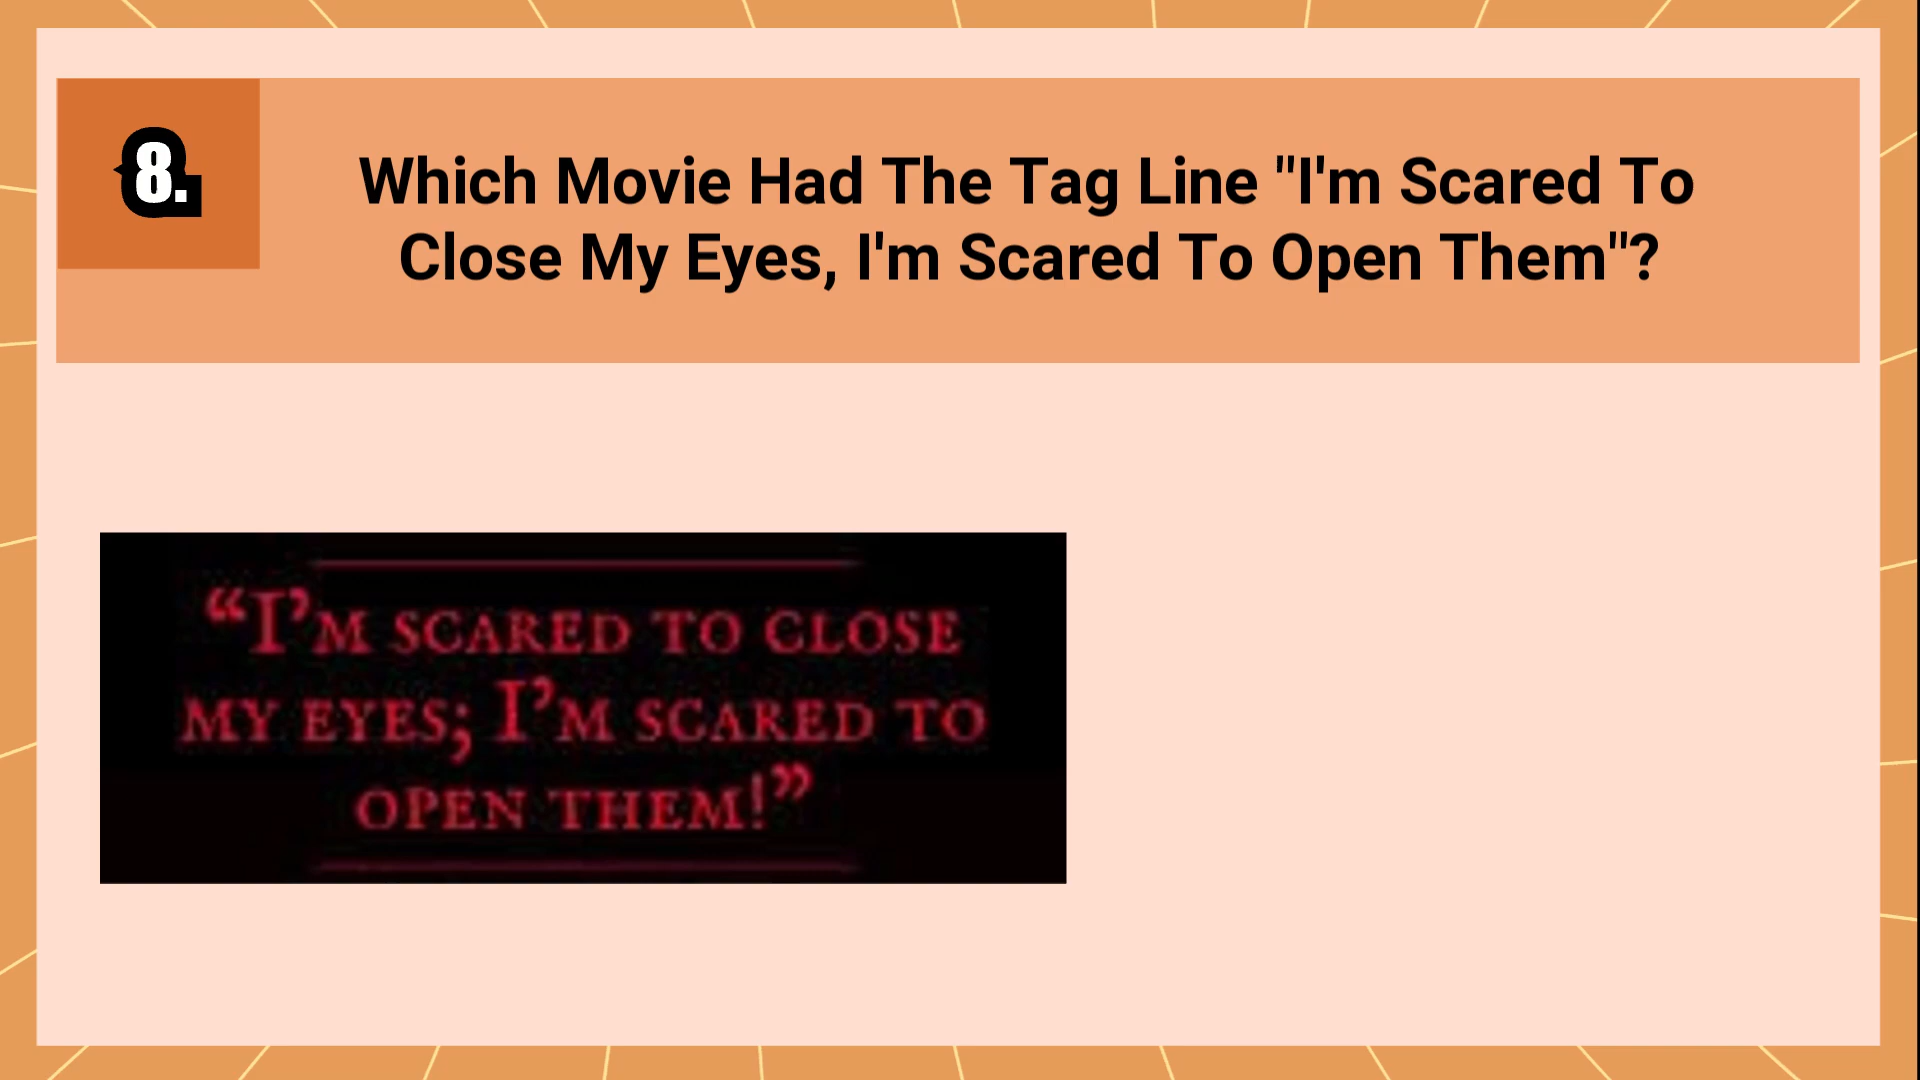 8.
Which Movie Had The Tag Line "I'm Scared To
Close My Eyes, I'm Scared To Open Them"?
“I’M SCARED TO CLOSE
MY EYES; I’M SCARED TO
OPEN THEM!”